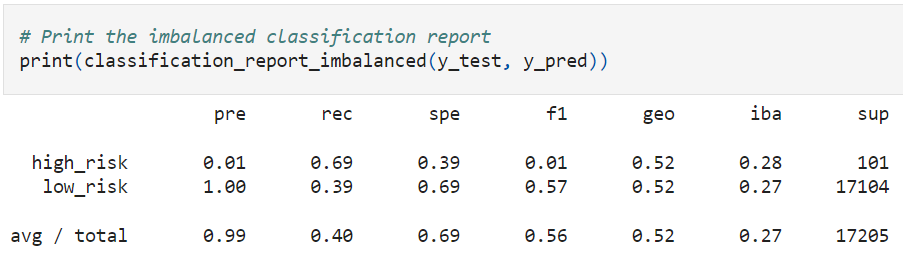 # Print the imbalanced classification report
print(classification_report_imbalanced(y_test, y_pred))
pre rec spe f1 geo iba sup
high_risk 0.01 0.69 0.39 0.01 0.52 0.28 101
low_risk 1.00 0.39 0.69 0.57 0.52 0.27 17104
avg / total 0.99 0.40 0.69 0.56 0.52 0.27 17205